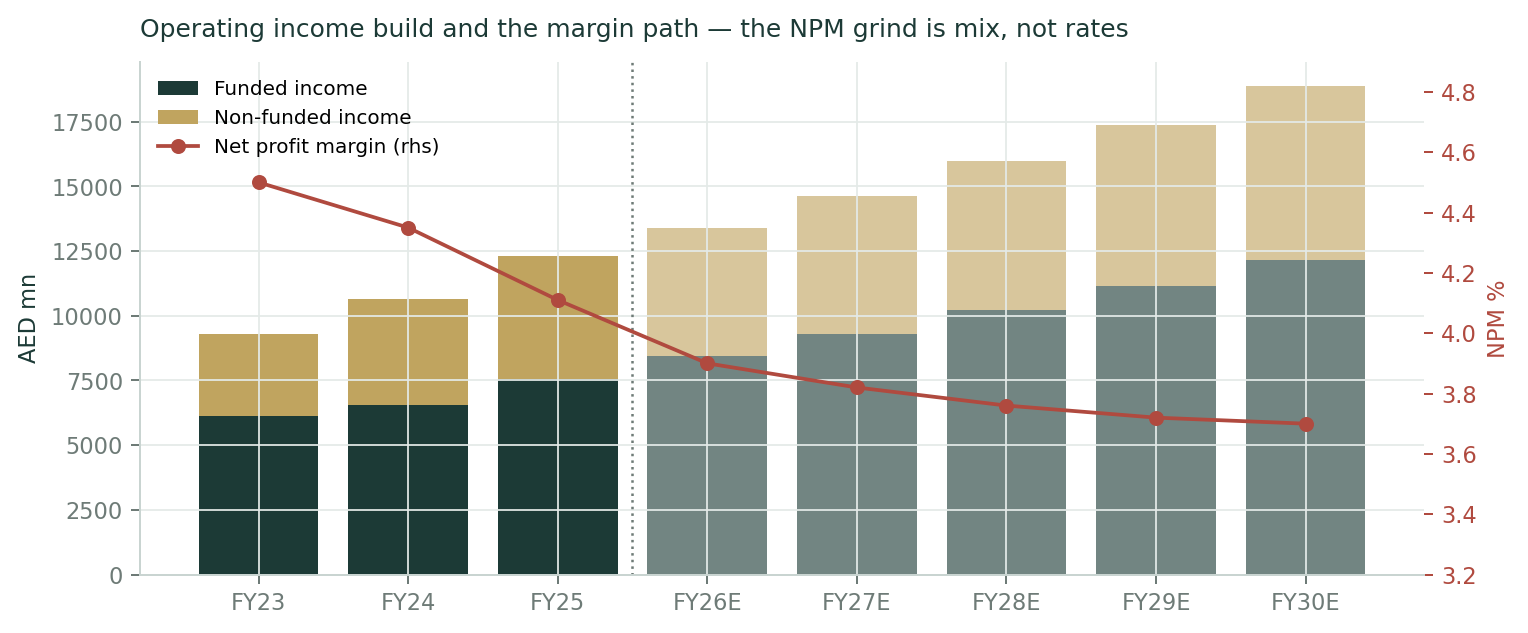 Operating income build and the margin path — the NPM grind is mix, not rates
Funded income
Non-funded income
Net profit margin (rhs)
AED mn
17500
15000
12500
10000
7500
5000
2500
0
4.8
4.6
4.4
4.2
4.0
3.8
3.6
3.4
3.2
NPM %
FY23 FY24 FY25 FY26E FY27E FY28E FY29E FY30E